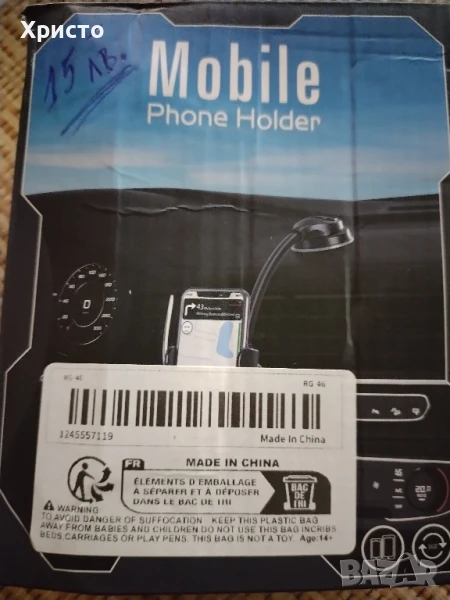 Христо
15 лв.
Mobile
Phone Holder
0
RG-46
RG-46
1245557119
Made In China
FR
MADE IN CHINA
ÉLÉMENTS D'EMBALLAGE
À SÉPARER ET À DÉPOSER
DANS LE BAC DE TRI
BAC
DE
TRI
WARNING
TO AVOID DANGER OF SUFFOCATION KEEP THIS PLASTIC BAG
AWAY FROM BABIES AND CHILDREN DO NOT USE THIS BAG INCRIBS
BEDS,CARRIAGES OR PLAY PENS. THIS BAG IS NOT A TOY. Age:14+
BAZAR